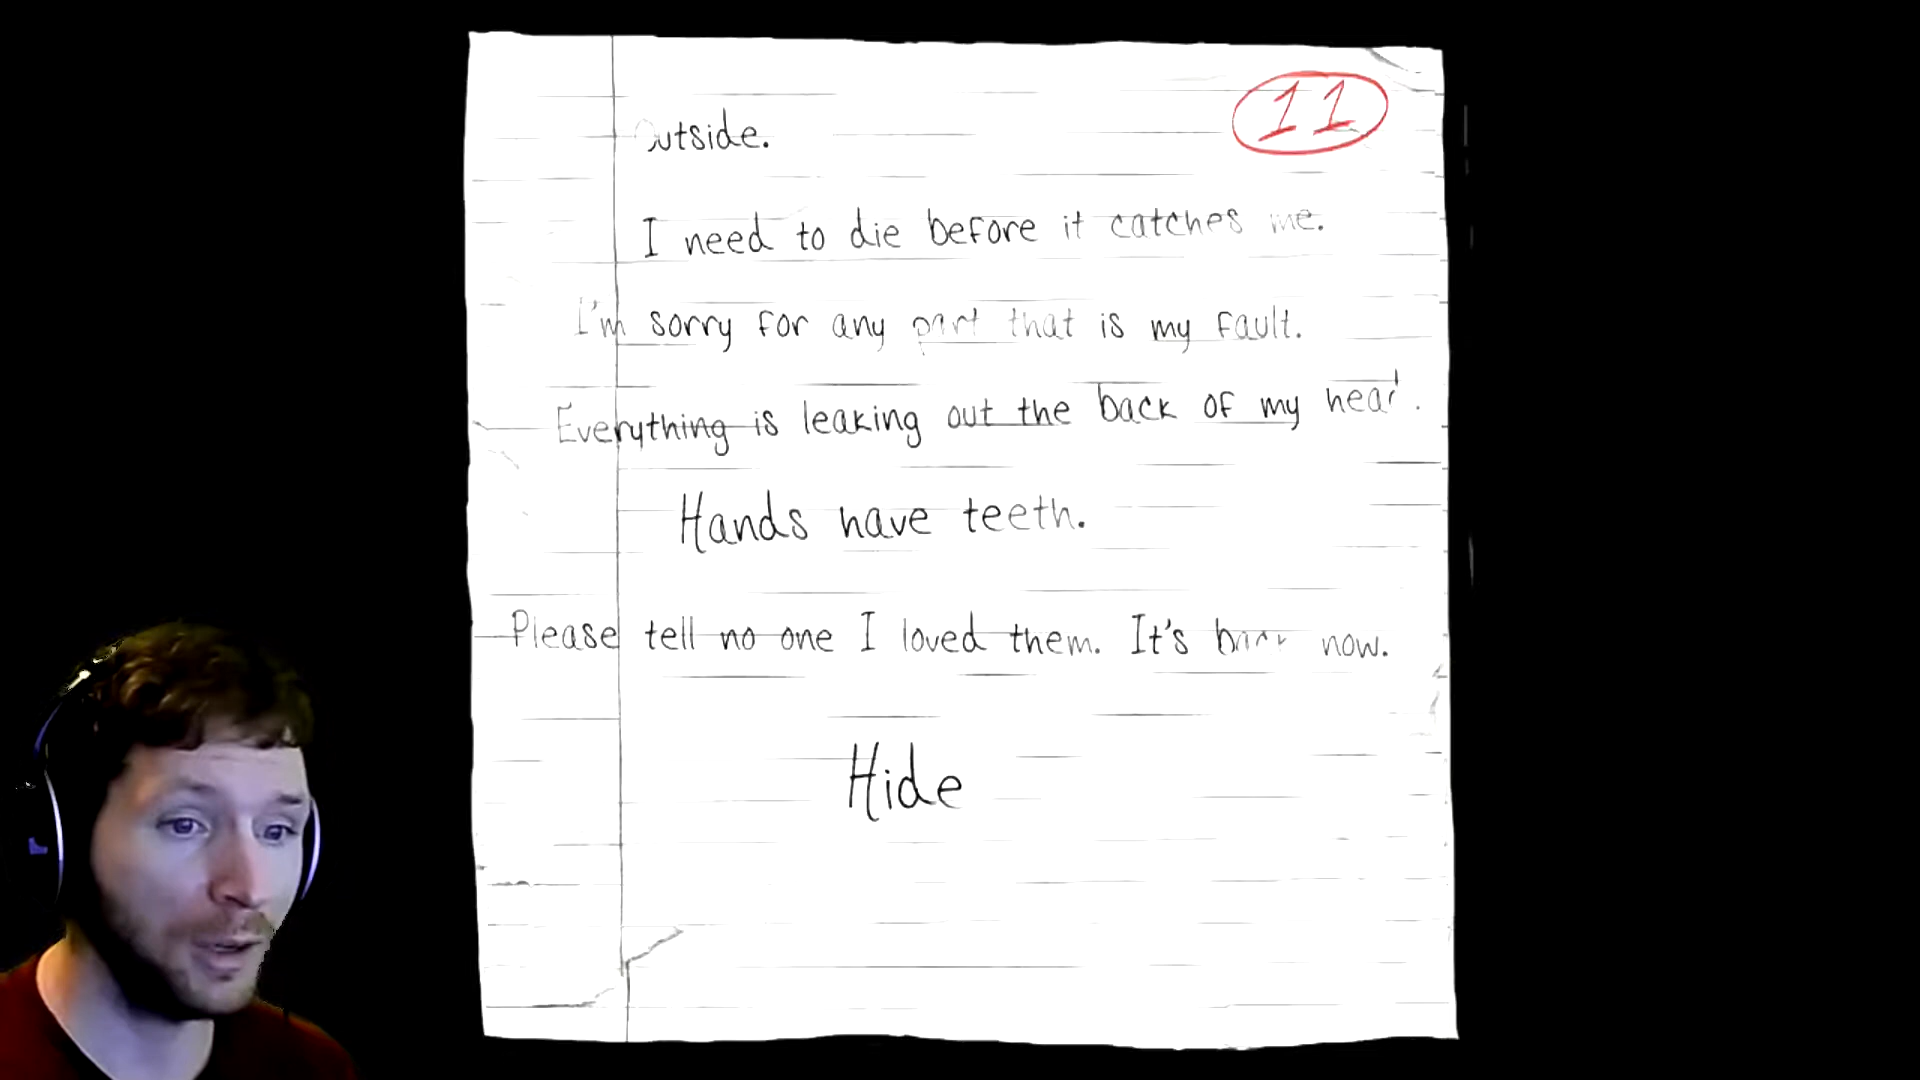 11
Outside.
I need to die before it catches me.
I'm sorry for any part that is my fault.
Everything is leaking out the back of my head.
Hands have teeth.
Please tell no one I loved them. It's now.
Hide